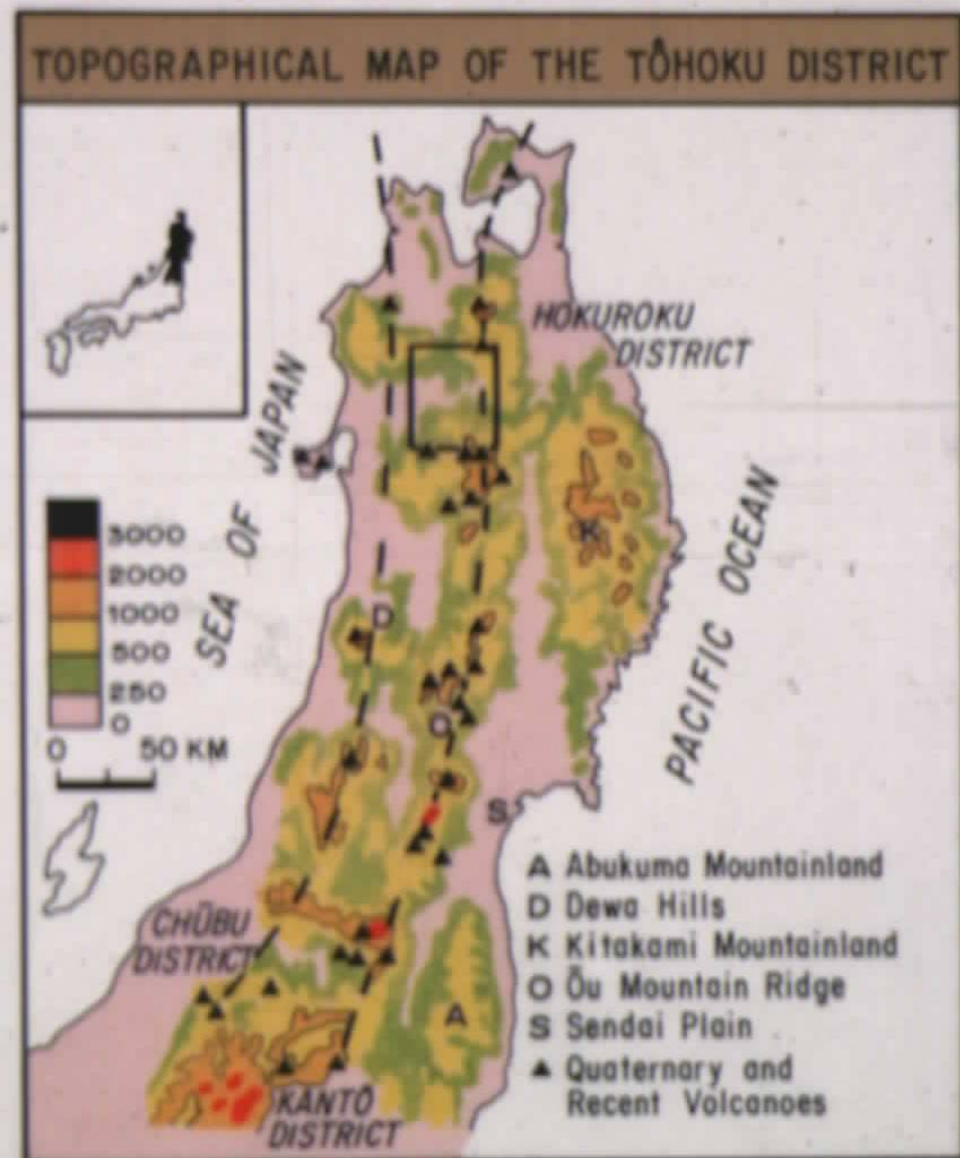 TOPOGRAPHICAL MAP OF THE TÔHOKU DISTRICT
HOKUROKU
DISTRICT
SEA OF JAPAN
PACIFIC OCEAN
3000
2000
1000
500
250
0
0 50 KM
K
D
O
S
A
CHŪBU
DISTRICT
KANTŌ
DISTRICT
A Abukuma Mountainland
D Dewa Hills
K Kitakami Mountainland
O Ōu Mountain Ridge
S Sendai Plain
▲ Quaternary and
Recent Volcanoes